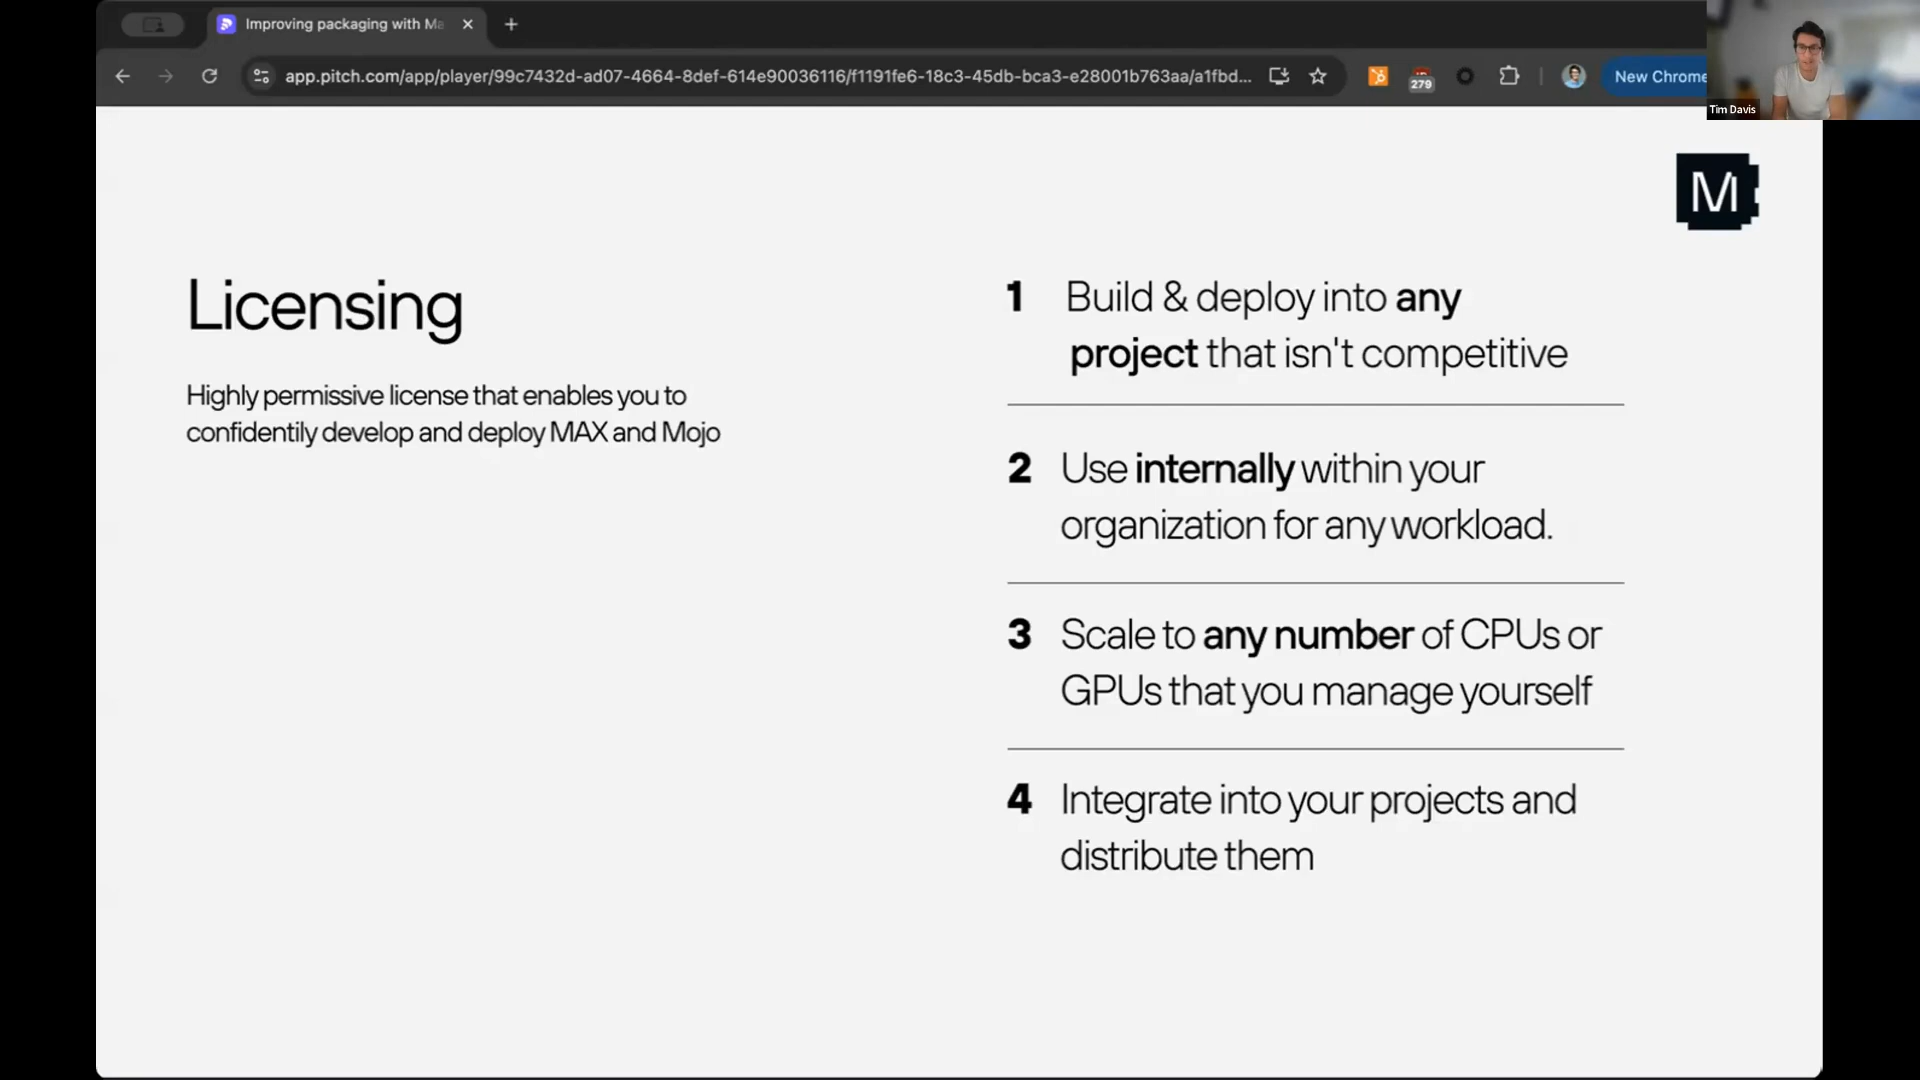 Improving packaging with Ma
app.pitch.com/app/player/99c7432d-ad07-4664-8def-614e90036116/f1191fe6-18c3-45db-bca3-e28001b763aa/a1fbd...
279
New Chrome
Tim Davis
M
Licensing
Highly permissive license that enables you to
confidentily develop and deploy MAX and Mojo
1 Build & deploy into any
project that isn't competitive
2 Use internally within your
organization for any workload.
3 Scale to any number of CPUs or
GPUs that you manage yourself
4 Integrate into your projects and
distribute them